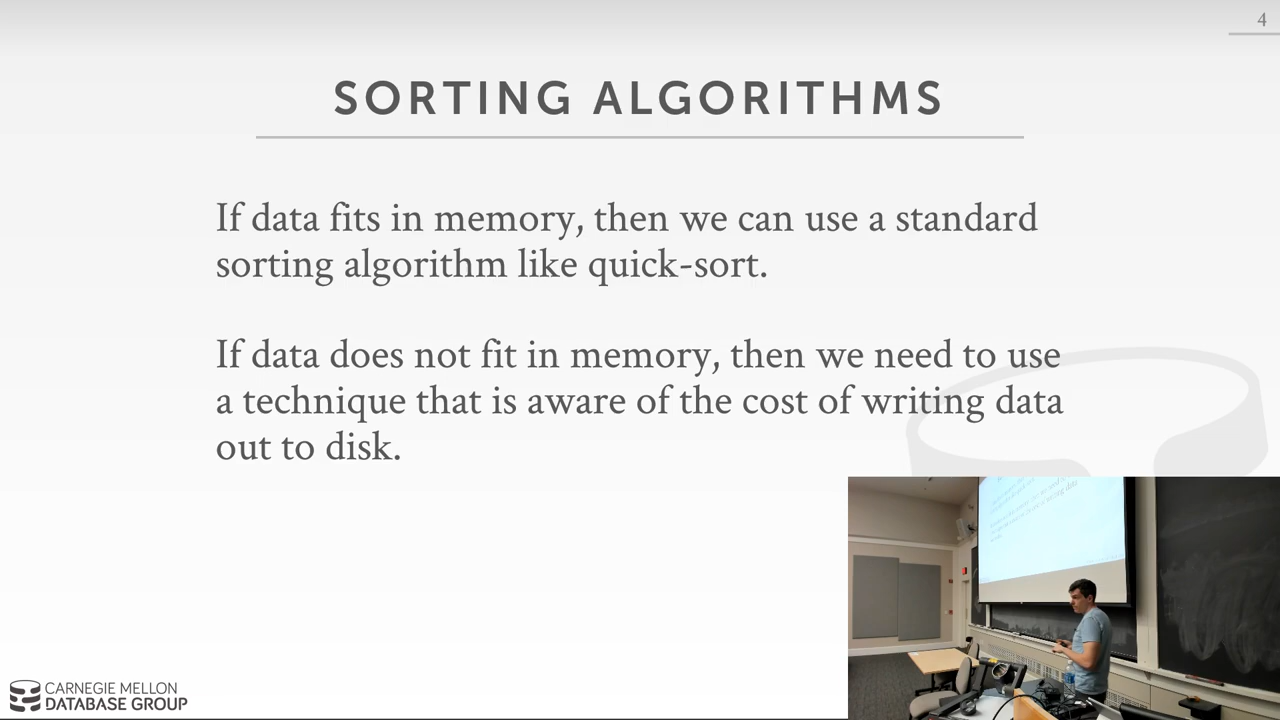 4
SORTING ALGORITHMS
If data fits in memory, then we can use a standard
sorting algorithm like quick-sort.
If data does not fit in memory, then we need to use
a technique that is aware of the cost of writing data
out to disk.
CARNEGIE MELLON
DATABASE GROUP